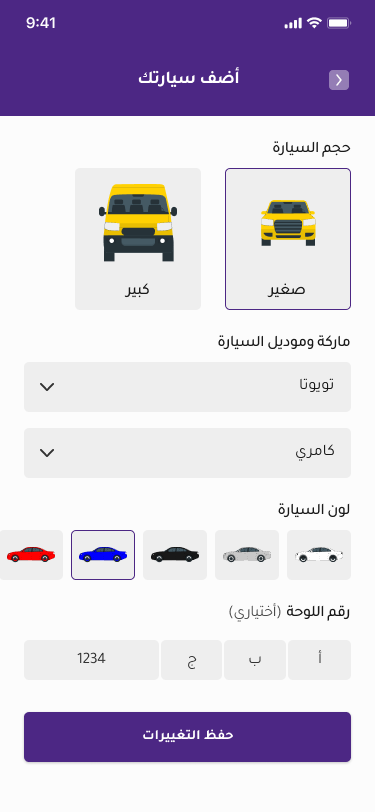 9:41
أضف سيارتك
حجم السيارة
صغير
كبير
ماركة وموديل السيارة
تويوتا
كامري
لون السيارة
رقم اللوحة (أختياري)
أ ب ج 1234
حفظ التغييرات